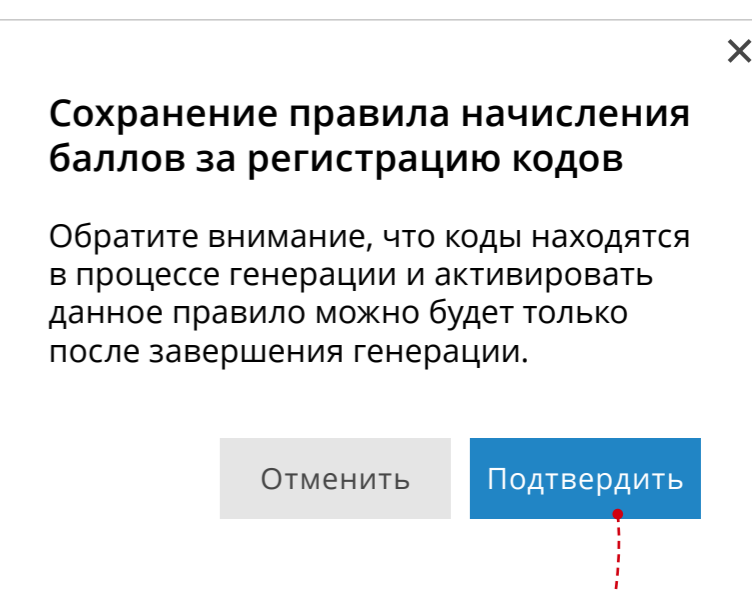 Сохранение правила начисления
баллов за регистрацию кодов
Обратите внимание, что коды находятся
в процессе генерации и активировать
данное правило можно будет только
после завершения генерации.
Отменить
Подтвердить